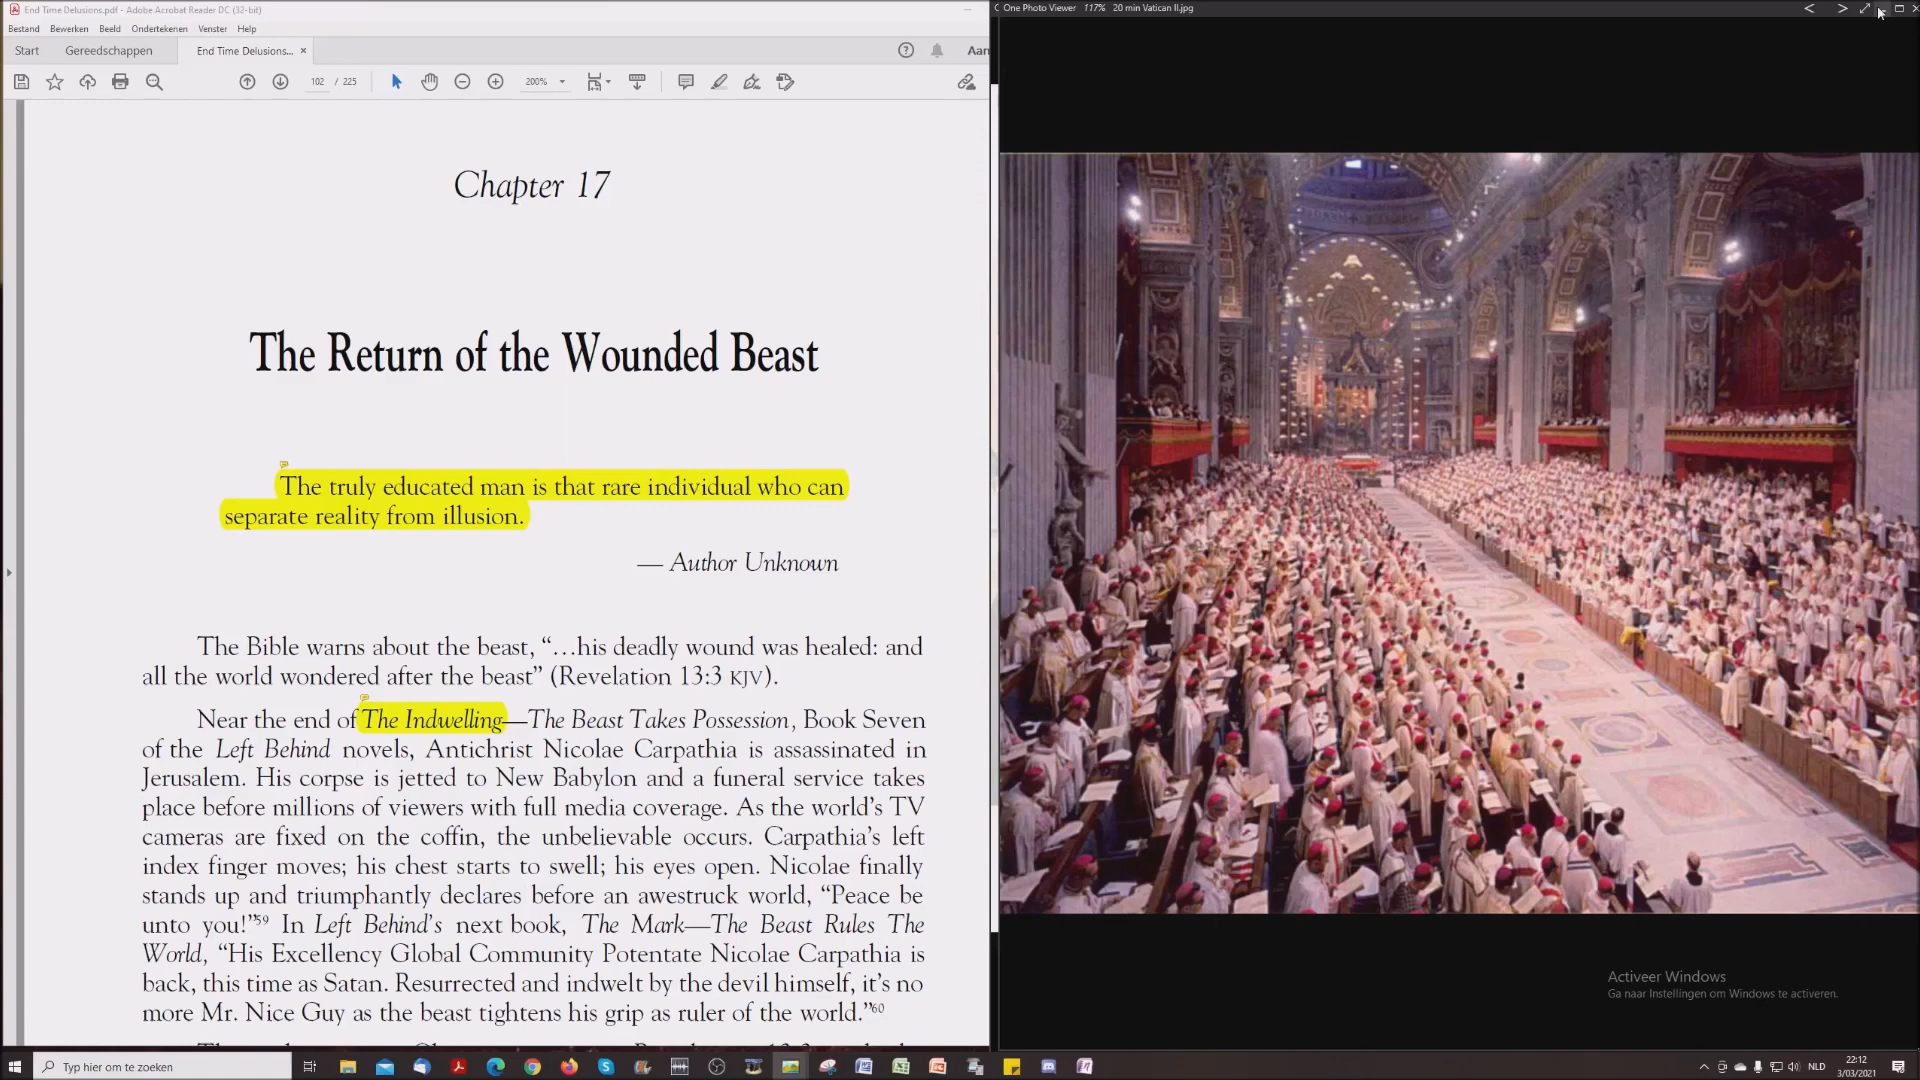 End Time Delusions.pdf - Adobe Acrobat Reader DC (32-bit)
Bestand Bewerken Beeld Ondertekenen Venster Help
Start Gereedschappen End Time Delusions... ×
Aan
102 / 225 200%
Chapter 17
The Return of the Wounded Beast
The truly educated man is that rare individual who can
separate reality from illusion.
— Author Unknown
The Bible warns about the beast, “…his deadly wound was healed: and
all the world wondered after the beast” (Revelation 13:3 KJV).
Near the end of The Indwelling—The Beast Takes Possession, Book Seven
of the Left Behind novels, Antichrist Nicolae Carpathia is assassinated in
Jerusalem. His corpse is jetted to New Babylon and a funeral service takes
place before millions of viewers with full media coverage. As the world’s TV
cameras are fixed on the coffin, the unbelievable occurs. Carpathia’s left
index finger moves; his chest starts to swell; his eyes open. Nicolae finally
stands up and triumphantly declares before an awestruck world, “Peace be
unto you!”59 In Left Behind’s next book, The Mark—The Beast Rules The
World, “His Excellency Global Community Potentate Nicolae Carpathia is
back, this time as Satan. Resurrected and indwelt by the devil himself, it’s no
more Mr. Nice Guy as the beast tightens his grip as ruler of the world.”60
One Photo Viewer 117% 20 min Vatican II.jpg
Activeer Windows
Ga naar Instellingen om Windows te activeren.
Typ hier om te zoeken
NLD
22:12
3/03/2021